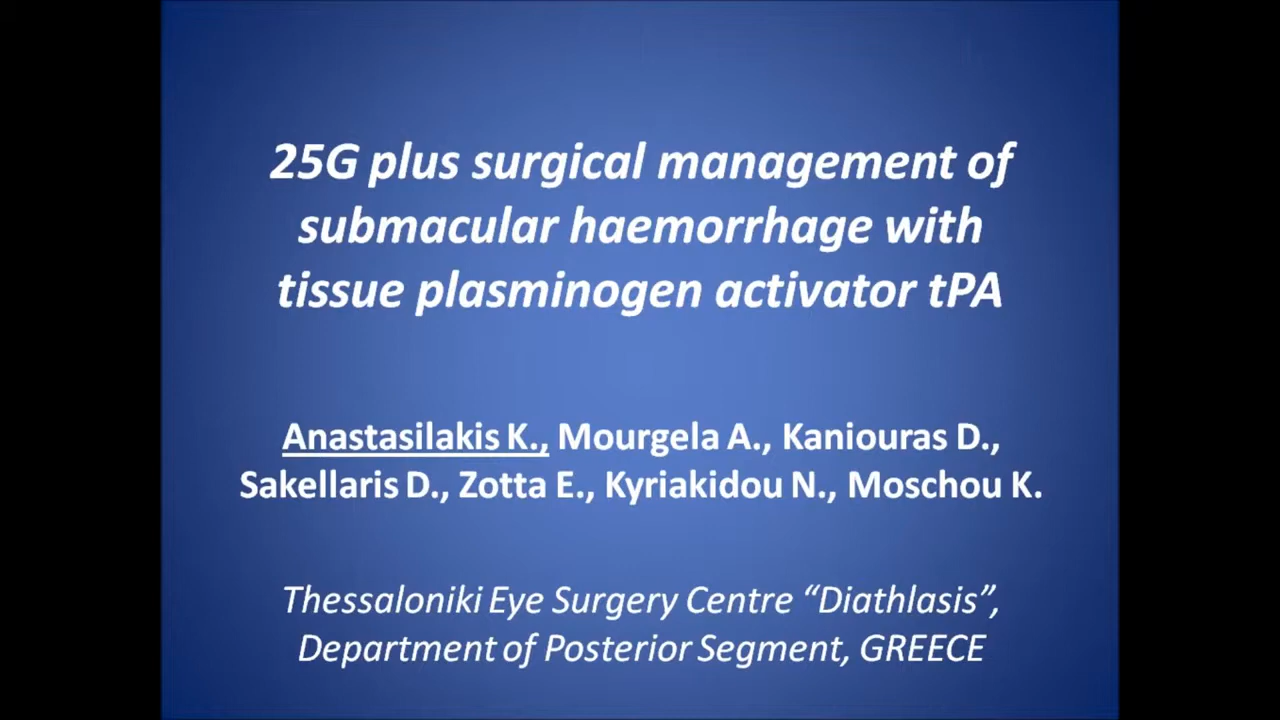 25G plus surgical management of
submacular haemorrhage with
tissue plasminogen activator tPA
Anastasilakis K., Mourgela A., Kaniouras D.,
Sakellaris D., Zotta E., Kyriakidou N., Moschou K.
Thessaloniki Eye Surgery Centre “Diathlasis”,
Department of Posterior Segment, GREECE